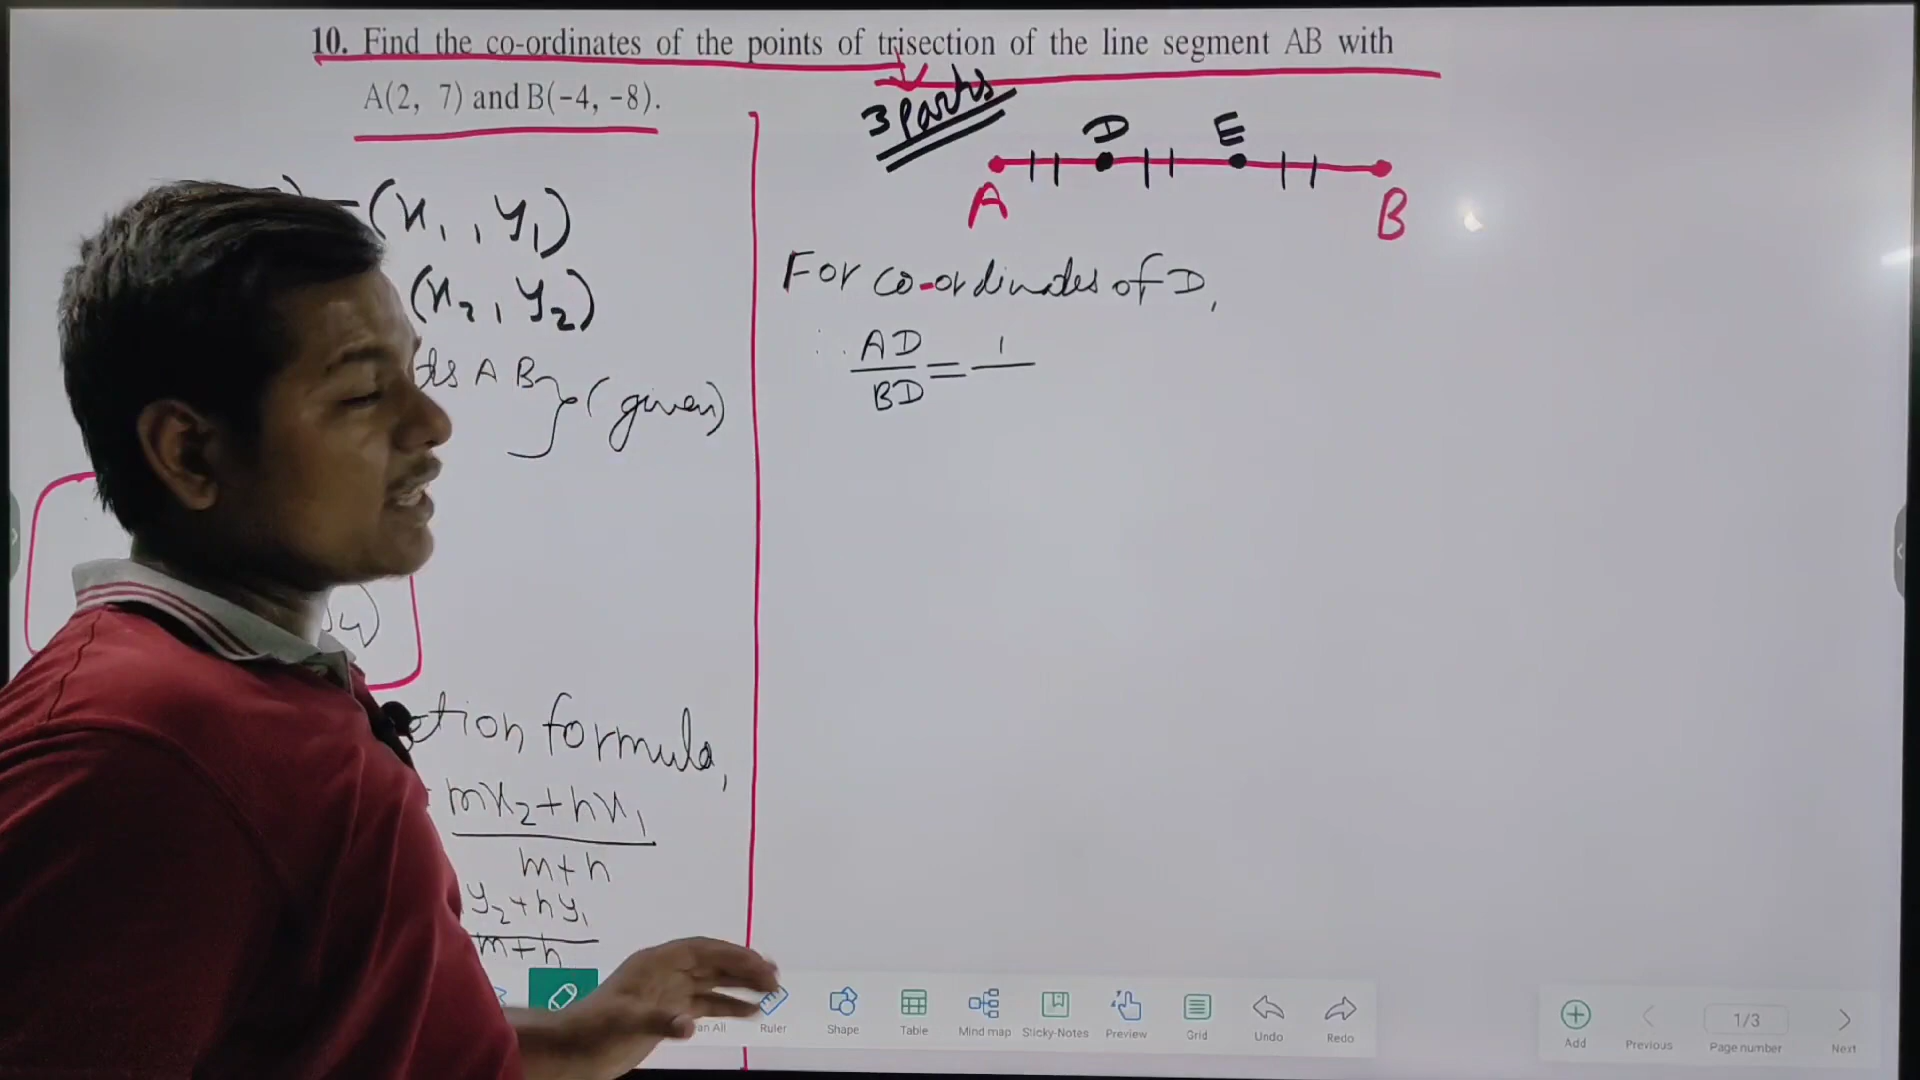 10. Find the co-ordinates of the points of trisection of the line segment AB with
A(2, 7) and B(-4, -8).
3 Parts
D E
A B
=(x₁, y₁)
(x₂, y₂)
A B
(given)
For co-ordinates of D,
AD/BD = 1/
formula,
mx₂+nx₁
m+n
y₂+ny₁
m+n
Ruler Shape Table Mind map Sticky-Notes Preview Grid Undo Redo Add Previous 1/3 Page number Next